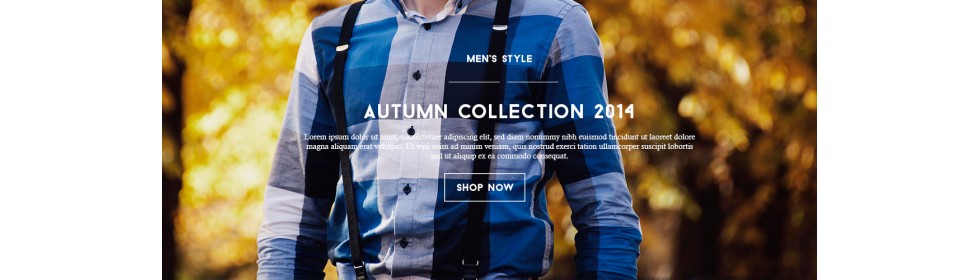 MEN'S STYLE
AUTUMN COLLECTION 2014
Lorem ipsum dolor sit amet, consectetuer adipiscing elit, sed diam nonummy nibh euismod tincidunt ut laoreet dolore
magna aliquam erat volutpat. Ut wisi enim ad minim veniam, quis nostrud exerci tation ullamcorper suscipit lobortis
nisl ut aliquip ex ea commodo consequat.
SHOP NOW